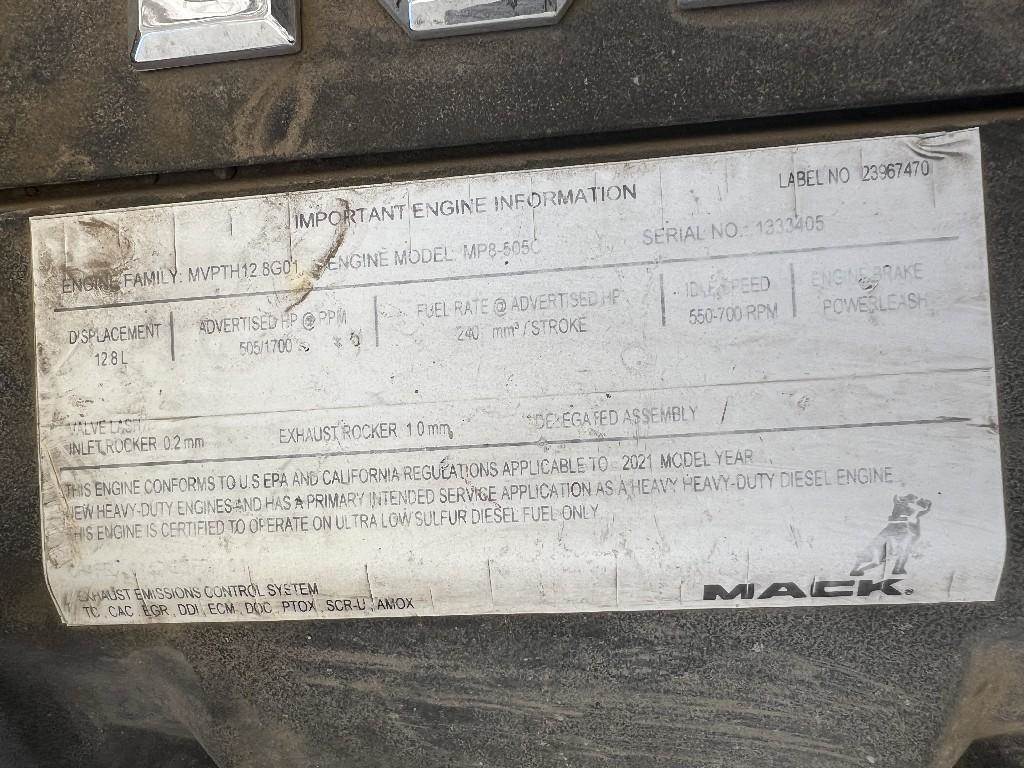 IMPORTANT ENGINE INFORMATION
LABEL NO 23967470
ENGINE FAMILY: MVPTH12.8G01 ENGINE MODEL: MP8-505C SERIAL NO.: 1333405
DISPLACEMENT ADVERTISED HP @ RPM FUEL RATE @ ADVERTISED HP IDLE SPEED ENGINE BRAKE
12.8 L 505/1700 240 mm³ / STROKE 550-700 RPM POWERLEASH
VALVE LASH
INLET ROCKER 0.2 mm EXHAUST ROCKER 1.0 mm DELEGATED ASSEMBLY
THIS ENGINE CONFORMS TO U.S EPA AND CALIFORNIA REGULATIONS APPLICABLE TO 2021 MODEL YEAR
NEW HEAVY-DUTY ENGINES AND HAS A PRIMARY INTENDED SERVICE APPLICATION AS A HEAVY HEAVY-DUTY DIESEL ENGINE
THIS ENGINE IS CERTIFIED TO OPERATE ON ULTRA LOW SULFUR DIESEL FUEL ONLY
EXHAUST EMISSIONS CONTROL SYSTEM
TC, CAC, EGR, DDI, ECM, DOC, PTOX, SCR-U, AMOX
MACK